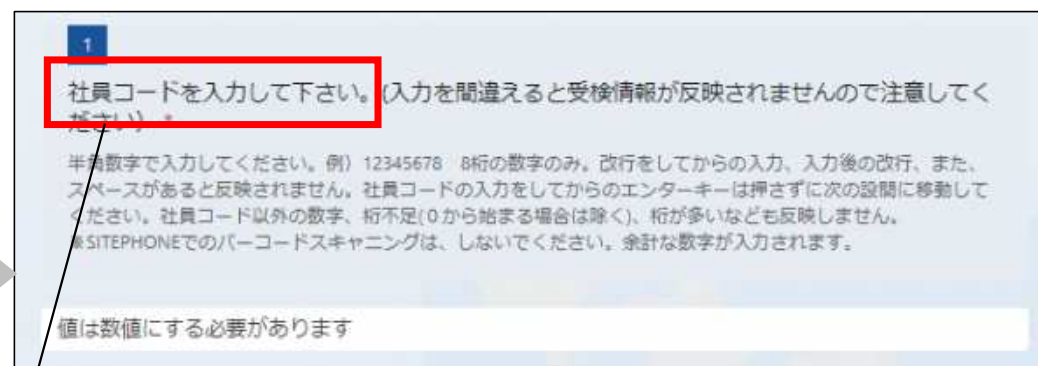 1
社員コードを入力して下さい。(入力を間違えると受検情報が反映されませんので注意してく
ださい) *
半角数字で入力してください。例）12345678　8桁の数字のみ。改行をしてからの入力、入力後の改行、また、
スペースがあると反映されません。社員コードの入力をしてからのエンターキーは押さずに次の設問に移動して
ください。社員コード以外の数字、桁不足(０から始まる場合は除く)、桁が多いなども反映しません。
※SITEPHONEでのバーコードスキャニングは、しないでください。余計な数字が入力されます。
値は数値にする必要があります